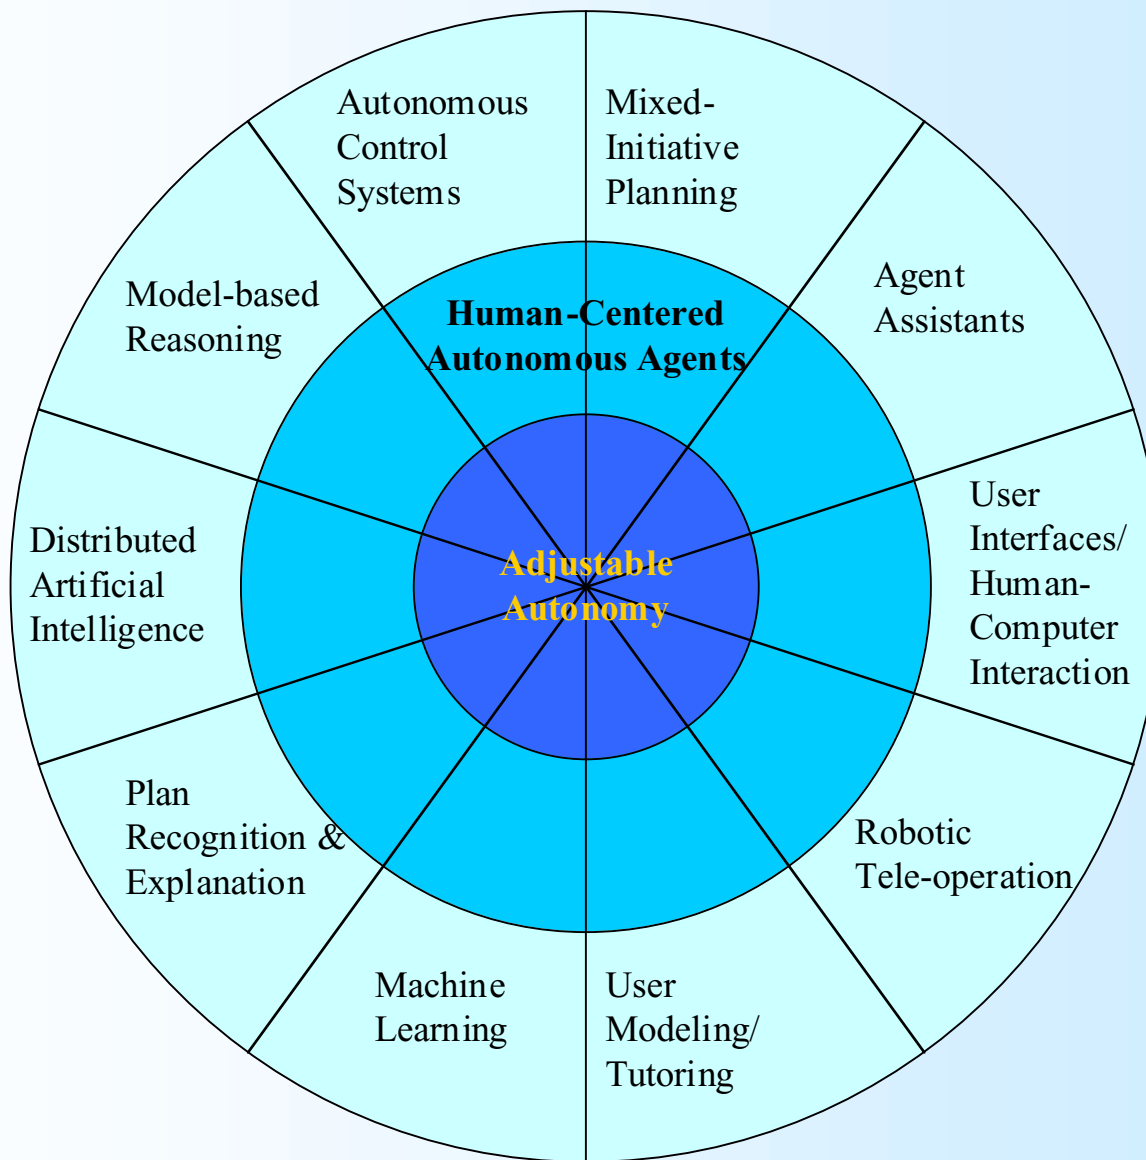 Autonomous
Control
Systems
Mixed-
Initiative
Planning
Agent
Assistants
User
Interfaces/
Human-
Computer
Interaction
Robotic
Tele-operation
User
Modeling/
Tutoring
Machine
Learning
Plan
Recognition &
Explanation
Distributed
Artificial
Intelligence
Model-based
Reasoning
Human-Centered
Autonomous Agents
Adjustable
Autonomy